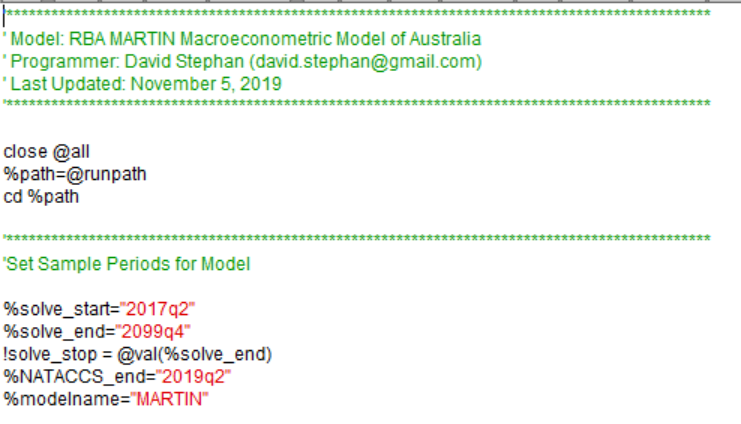 '*********************************************************************************************
' Model: RBA MARTIN Macroeconometric Model of Australia
' Programmer: David Stephan (david.stephan@gmail.com)
' Last Updated: November 5, 2019
'*********************************************************************************************
close @all
%path=@runpath
cd %path
'*********************************************************************************************
'Set Sample Periods for Model
%solve_start="2017q2"
%solve_end="2099q4"
!solve_stop = @val(%solve_end)
%NATACCS_end="2019q2"
%modelname="MARTIN"